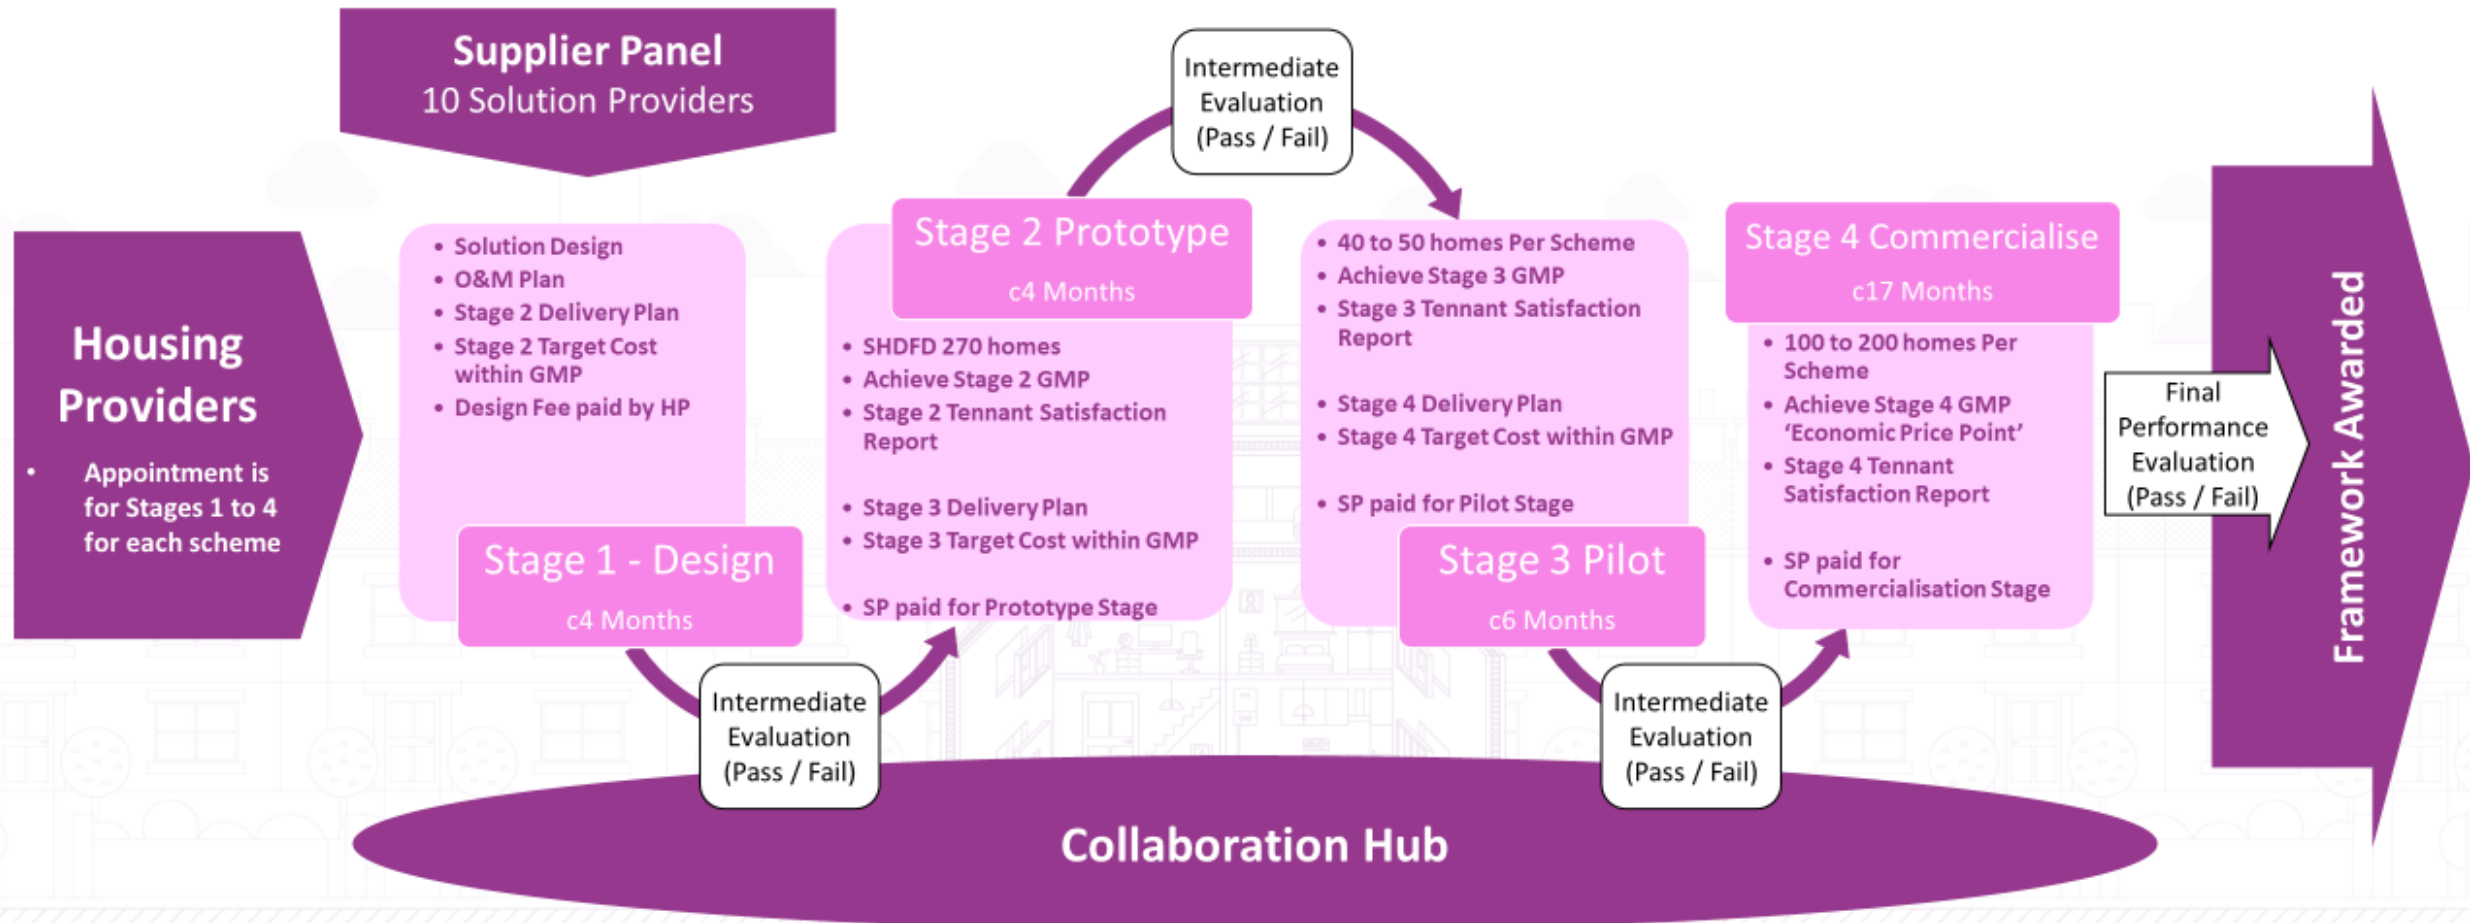 Supplier Panel
10 Solution Providers
Housing
Providers
• Appointment is
for Stages 1 to 4
for each scheme
• Solution Design
• O&M Plan
• Stage 2 Delivery Plan
• Stage 2 Target Cost
within GMP
• Design Fee paid by HP
Stage 1 - Design
c4 Months
Intermediate
Evaluation
(Pass / Fail)
Stage 2 Prototype
c4 Months
• SHDFD 270 homes
• Achieve Stage 2 GMP
• Stage 2 Tennant Satisfaction
Report
• Stage 3 Delivery Plan
• Stage 3 Target Cost within GMP
• SP paid for Prototype Stage
Intermediate
Evaluation
(Pass / Fail)
• 40 to 50 homes Per Scheme
• Achieve Stage 3 GMP
• Stage 3 Tennant Satisfaction
Report
• Stage 4 Delivery Plan
• Stage 4 Target Cost within GMP
• SP paid for Pilot Stage
Stage 3 Pilot
c6 Months
Intermediate
Evaluation
(Pass / Fail)
Stage 4 Commercialise
c17 Months
• 100 to 200 homes Per
Scheme
• Achieve Stage 4 GMP
‘Economic Price Point’
• Stage 4 Tennant
Satisfaction Report
• SP paid for
Commercialisation Stage
Final
Performance
Evaluation
(Pass / Fail)
Framework Awarded
Collaboration Hub